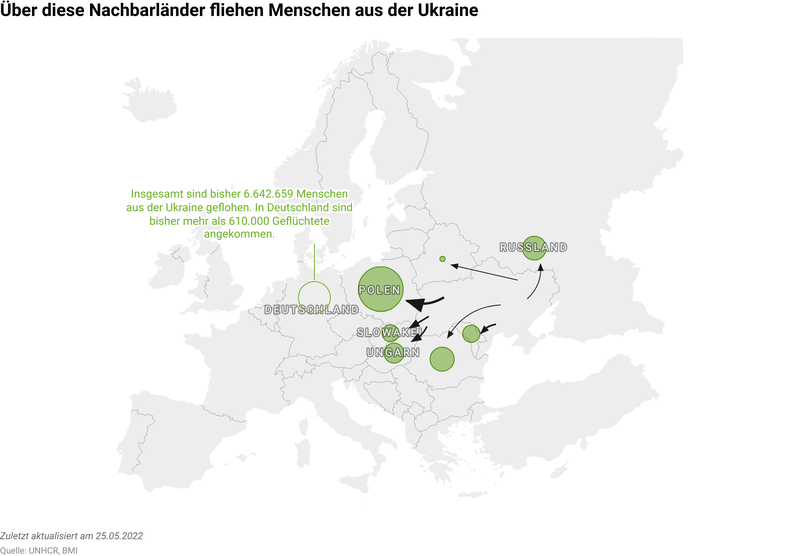 Über diese Nachbarländer fliehen Menschen aus der Ukraine
Insgesamt sind bisher 6.642.659 Menschen
aus der Ukraine geflohen. In Deutschland sind
bisher mehr als 610.000 Geflüchtete
angekommen.
RUSSLAND
POLEN
DEUTSCHLAND
SLOWAKEI
UNGARN
Zuletzt aktualisiert am 25.05.2022
Quelle: UNHCR, BMI